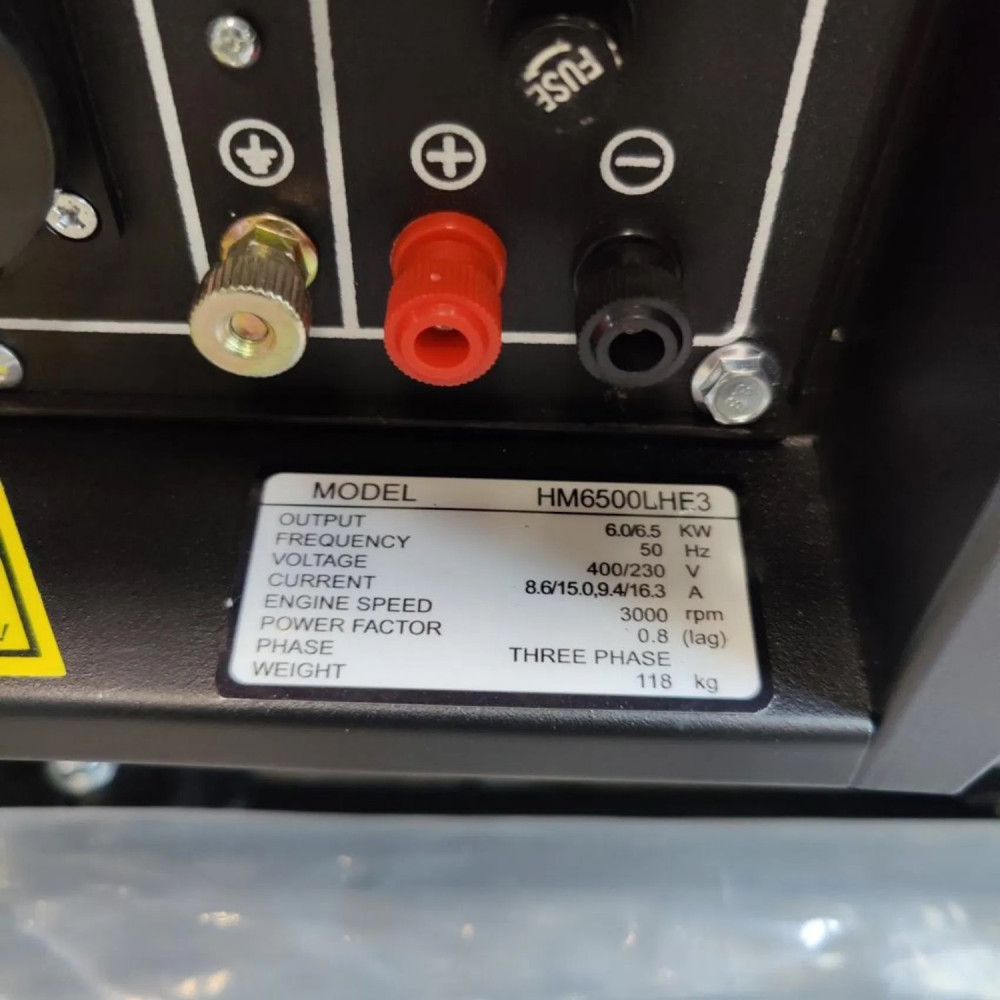 FUSE
MODEL HM6500LHE3
OUTPUT 6.0/6.5 KW
FREQUENCY 50 Hz
VOLTAGE 400/230 V
CURRENT 8.6/15.0,9.4/16.3 A
ENGINE SPEED 3000 rpm
POWER FACTOR 0.8 (lag)
PHASE THREE PHASE
WEIGHT 118 kg